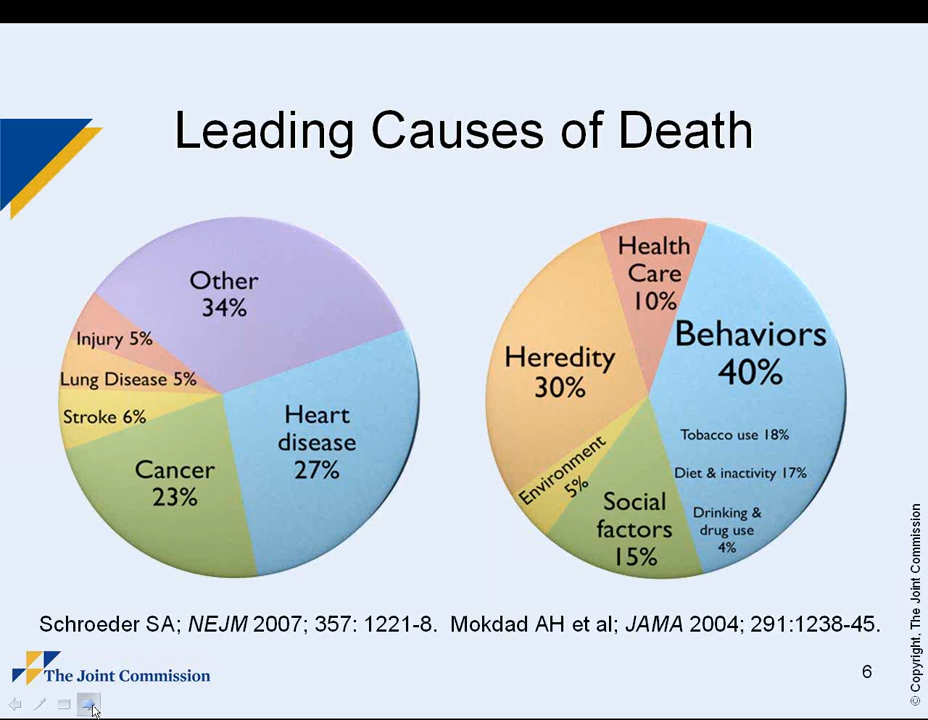 Leading Causes of Death
Other
34%
Injury 5%
Lung Disease 5%
Stroke 6%
Cancer
23%
Heart
disease
27%
Health
Care
10%
Behaviors
40%
Tobacco use 18%
Diet & inactivity 17%
Drinking &
drug use
4%
Heredity
30%
Environment
5%
Social
factors
15%
Schroeder SA; NEJM 2007; 357: 1221-8.  Mokdad AH et al; JAMA 2004; 291:1238-45.
The Joint Commission
6
© Copyright, The Joint Commission